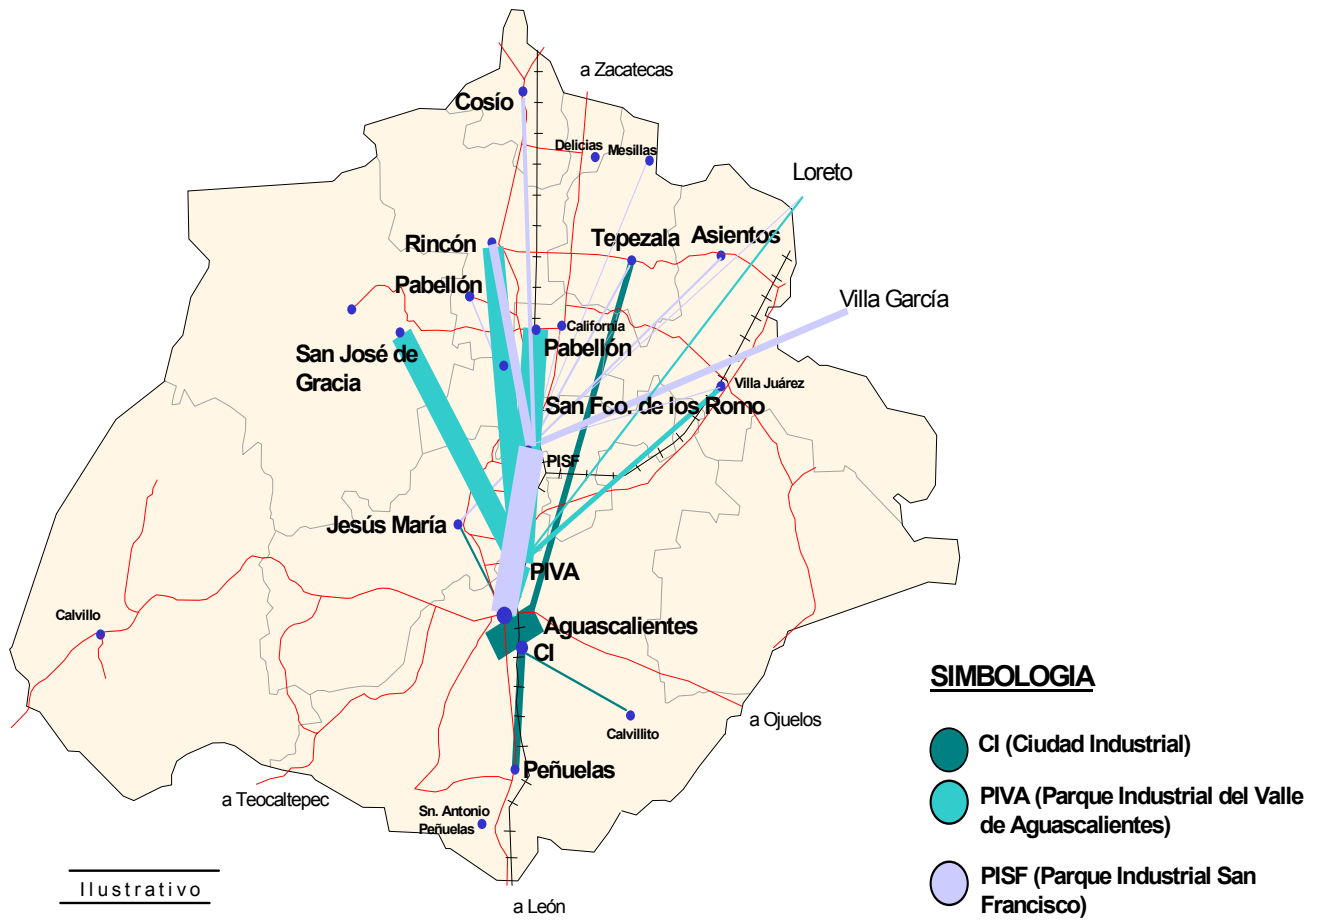 a Zacatecas
Cosío
Delicias
Mesillas
Loreto
Rincón
Tepezala
Asientos
Pabellón
Villa García
California
San José de
Gracia
Pabellón
Villa Juárez
San Fco. de los Romo
PISF
Jesús María
PIVA
Calvillo
Aguascalientes
CI
SIMBOLOGIA
a Ojuelos
Calvillito
CI (Ciudad Industrial)
Peñuelas
a Teocaltepec
PIVA (Parque Industrial del Valle
de Aguascalientes)
Sn. Antonio
Peñuelas
PISF (Parque Industrial San
Francisco)
Ilustrativo
a León